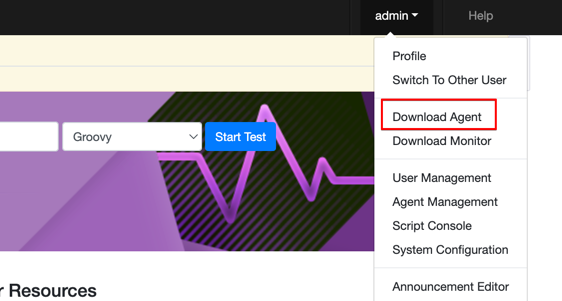 admin
Help
Profile
Switch To Other User
Download Agent
Download Monitor
Groovy
Start Test
User Management
Agent Management
Script Console
System Configuration
Announcement Editor
r Resources